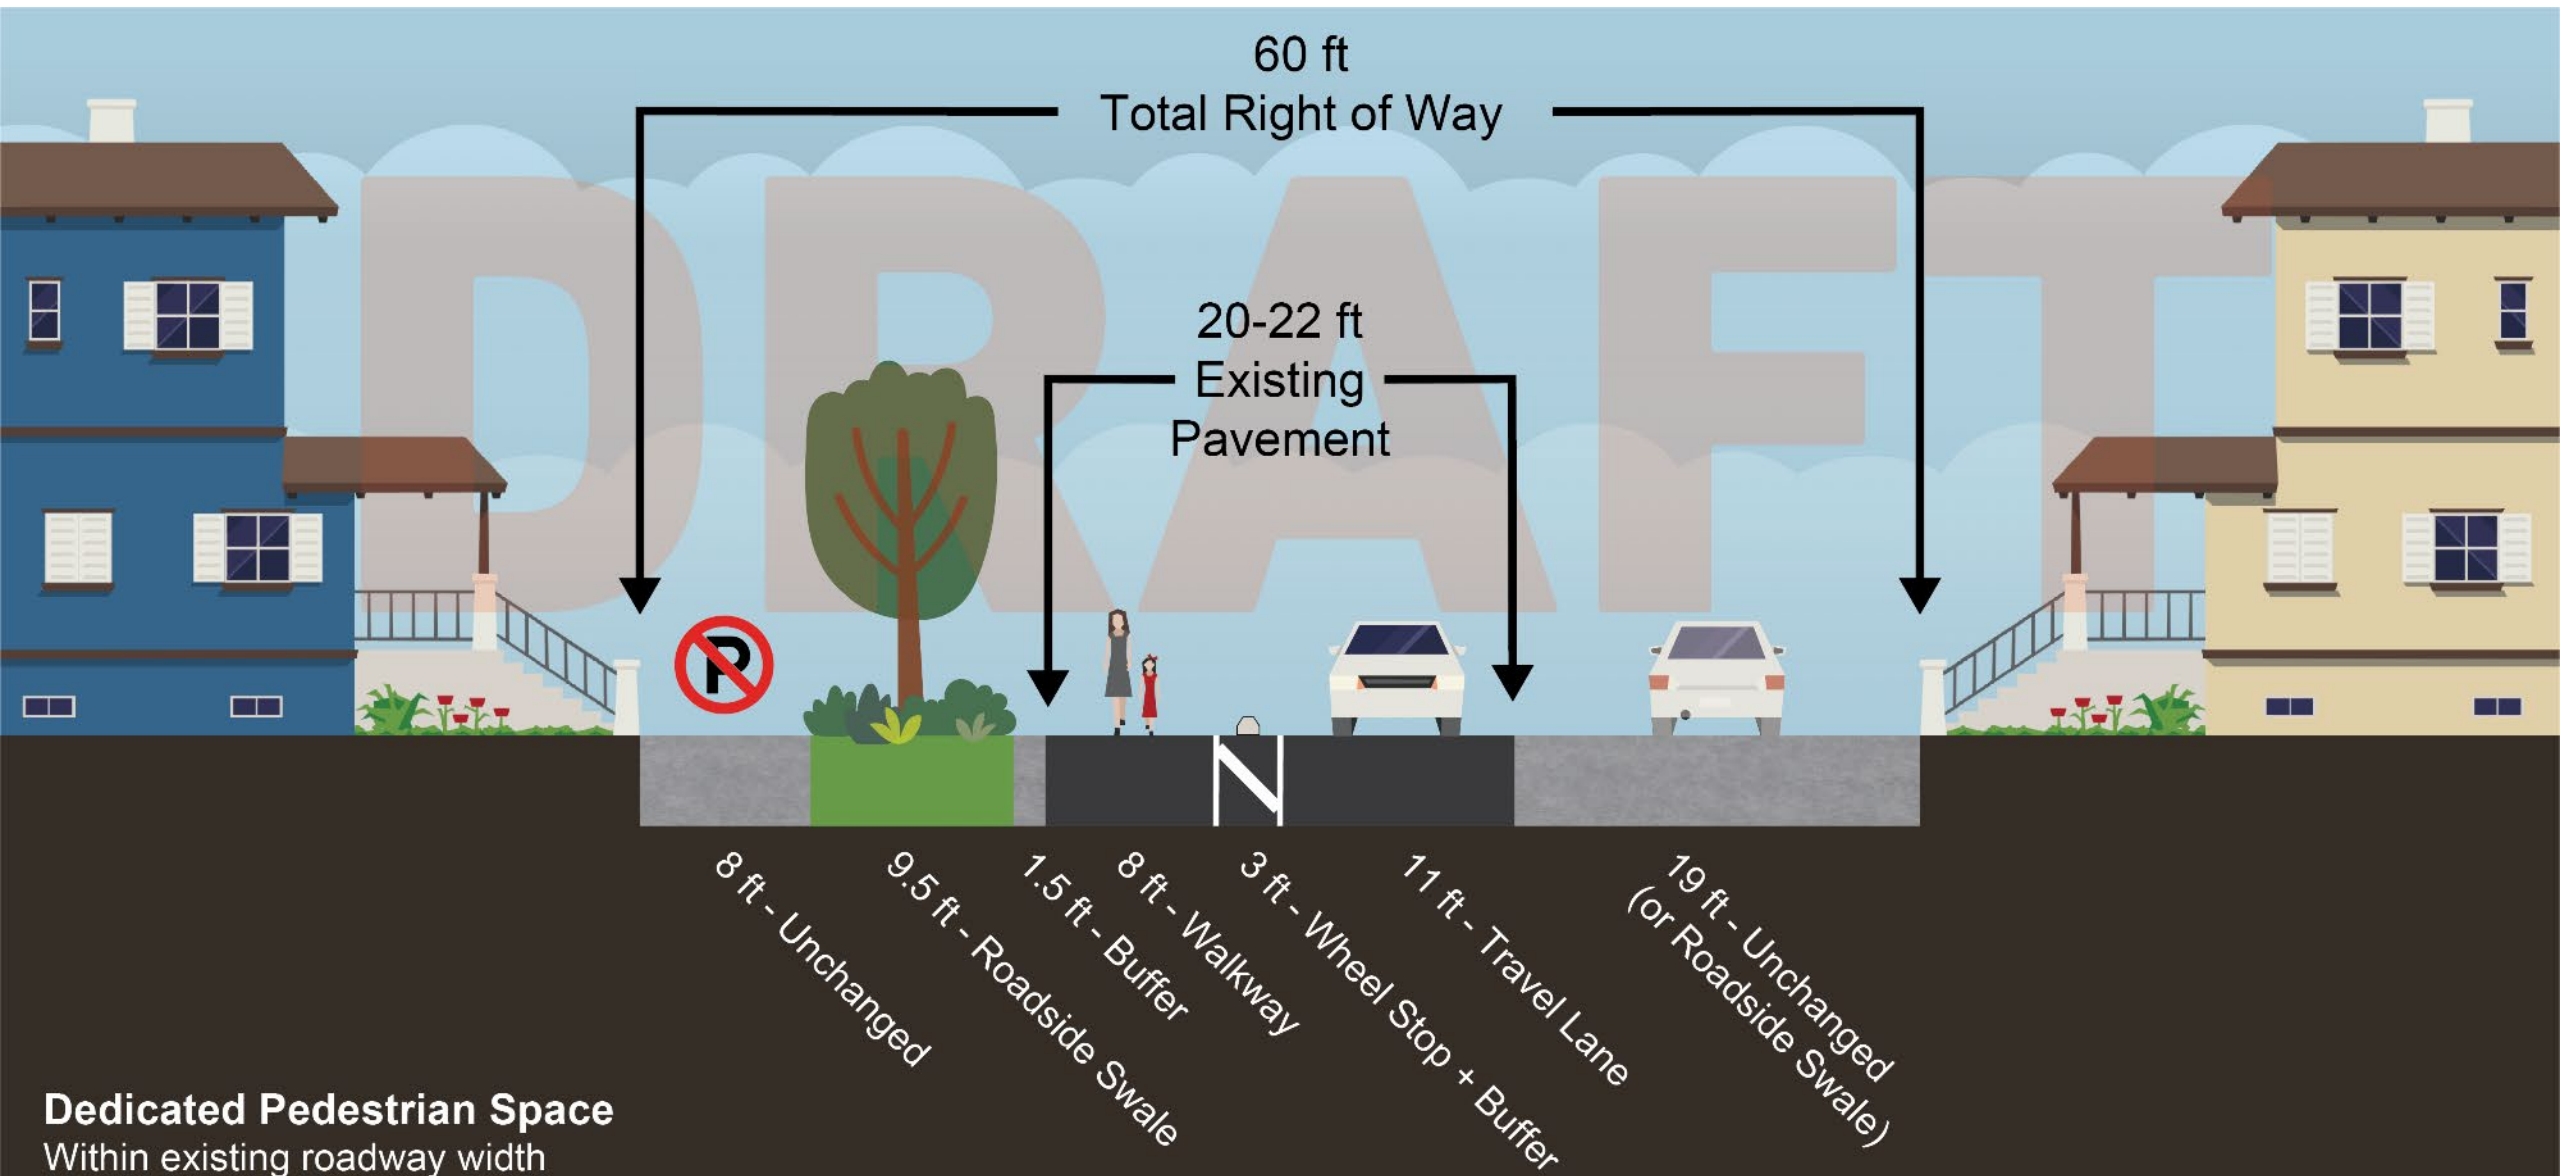 60 ft
Total Right of Way
DRAFT
20-22 ft
Existing
Pavement
P
8 ft - Unchanged
9.5 ft - Roadside Swale
1.5 ft - Buffer
8 ft - Walkway
3 ft - Wheel Stop + Buffer
11 ft - Travel Lane
19 ft - Unchanged
(or Roadside Swale)
Dedicated Pedestrian Space
Within existing roadway width